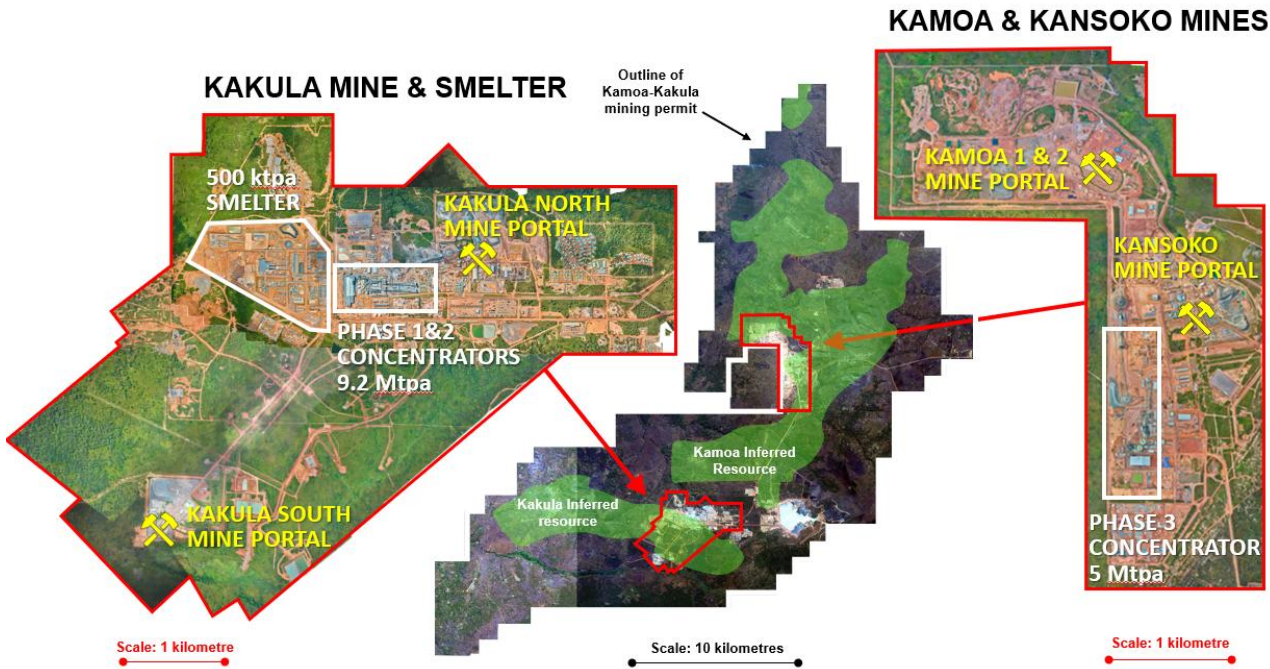 KAKULA MINE & SMELTER
500 ktpa
SMELTER
KAKULA NORTH
MINE PORTAL
PHASE 1&2
CONCENTRATORS
9.2 Mtpa
KAKULA SOUTH
MINE PORTAL
Scale: 1 kilometre
Outline of
Kamoa-Kakula
mining permit
Kamoa Inferred
Resource
Kakula Inferred
resource
Scale: 10 kilometres
KAMOA & KANSOKO MINES
KAMOA 1 & 2
MINE PORTAL
KANSOKO
MINE PORTAL
PHASE 3
CONCENTRATOR
5 Mtpa
Scale: 1 kilometre